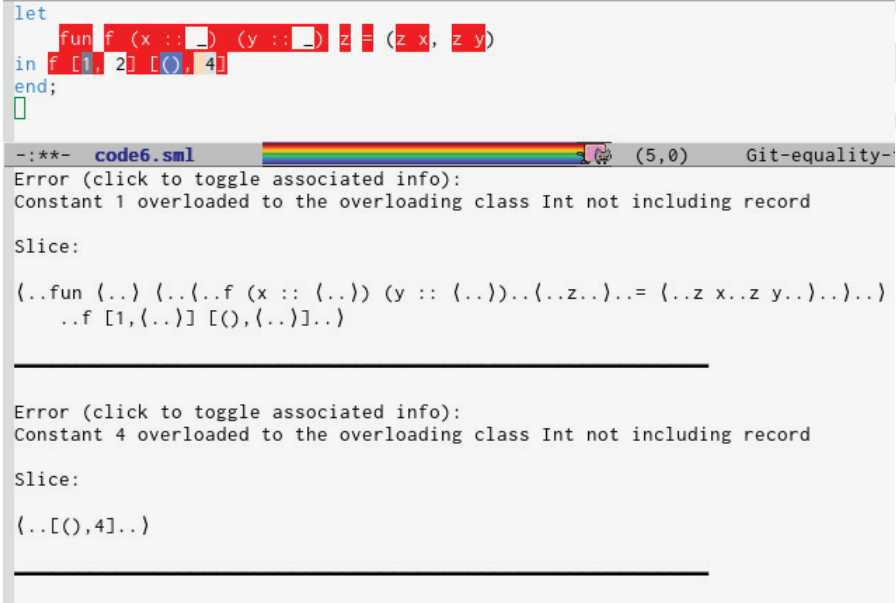 let
    fun f (x :: _) (y :: _) z = (z x, z y)
in f [1, 2] [(), 4]
end;
-:**-  code6.sml (5,0) Git-equality-
Error (click to toggle associated info):
Constant 1 overloaded to the overloading class Int not including record
Slice:
⟨..fun ⟨..⟩ ⟨..⟨..f (x :: ⟨..⟩) (y :: ⟨..⟩)..⟨..z..⟩..= ⟨..z x..z y..⟩..⟩..⟩
    ..f [1,⟨..⟩] [(),⟨..⟩]..⟩
Error (click to toggle associated info):
Constant 4 overloaded to the overloading class Int not including record
Slice:
⟨..[(),4]..⟩